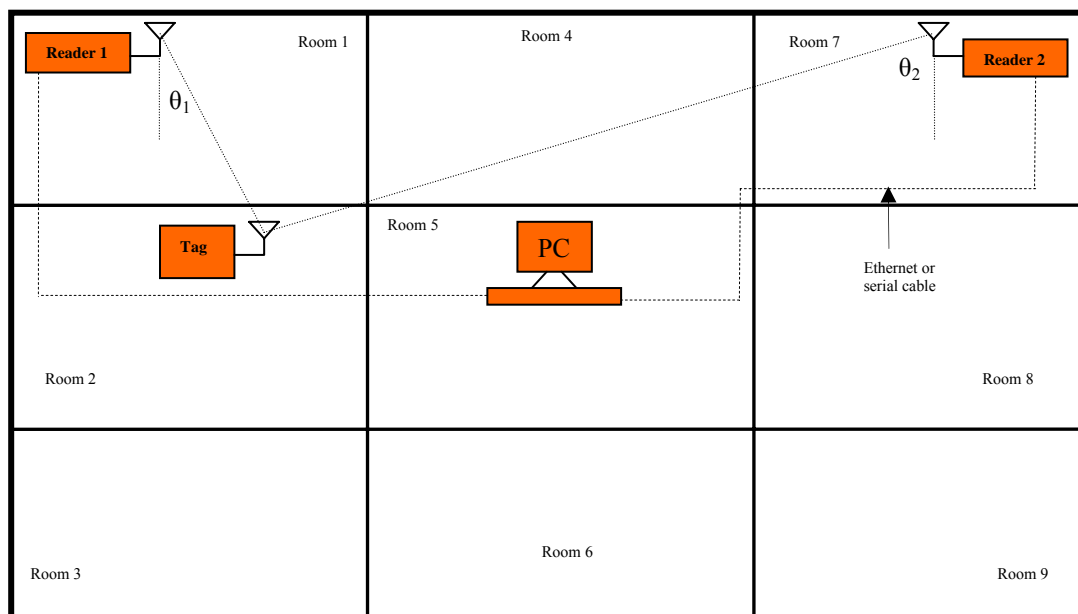 Reader 1
Room 1
Room 4
Room 7
Reader 2
θ1
θ2
Tag
Room 5
PC
Ethernet or
serial cable
Room 2
Room 8
Room 3
Room 6
Room 9